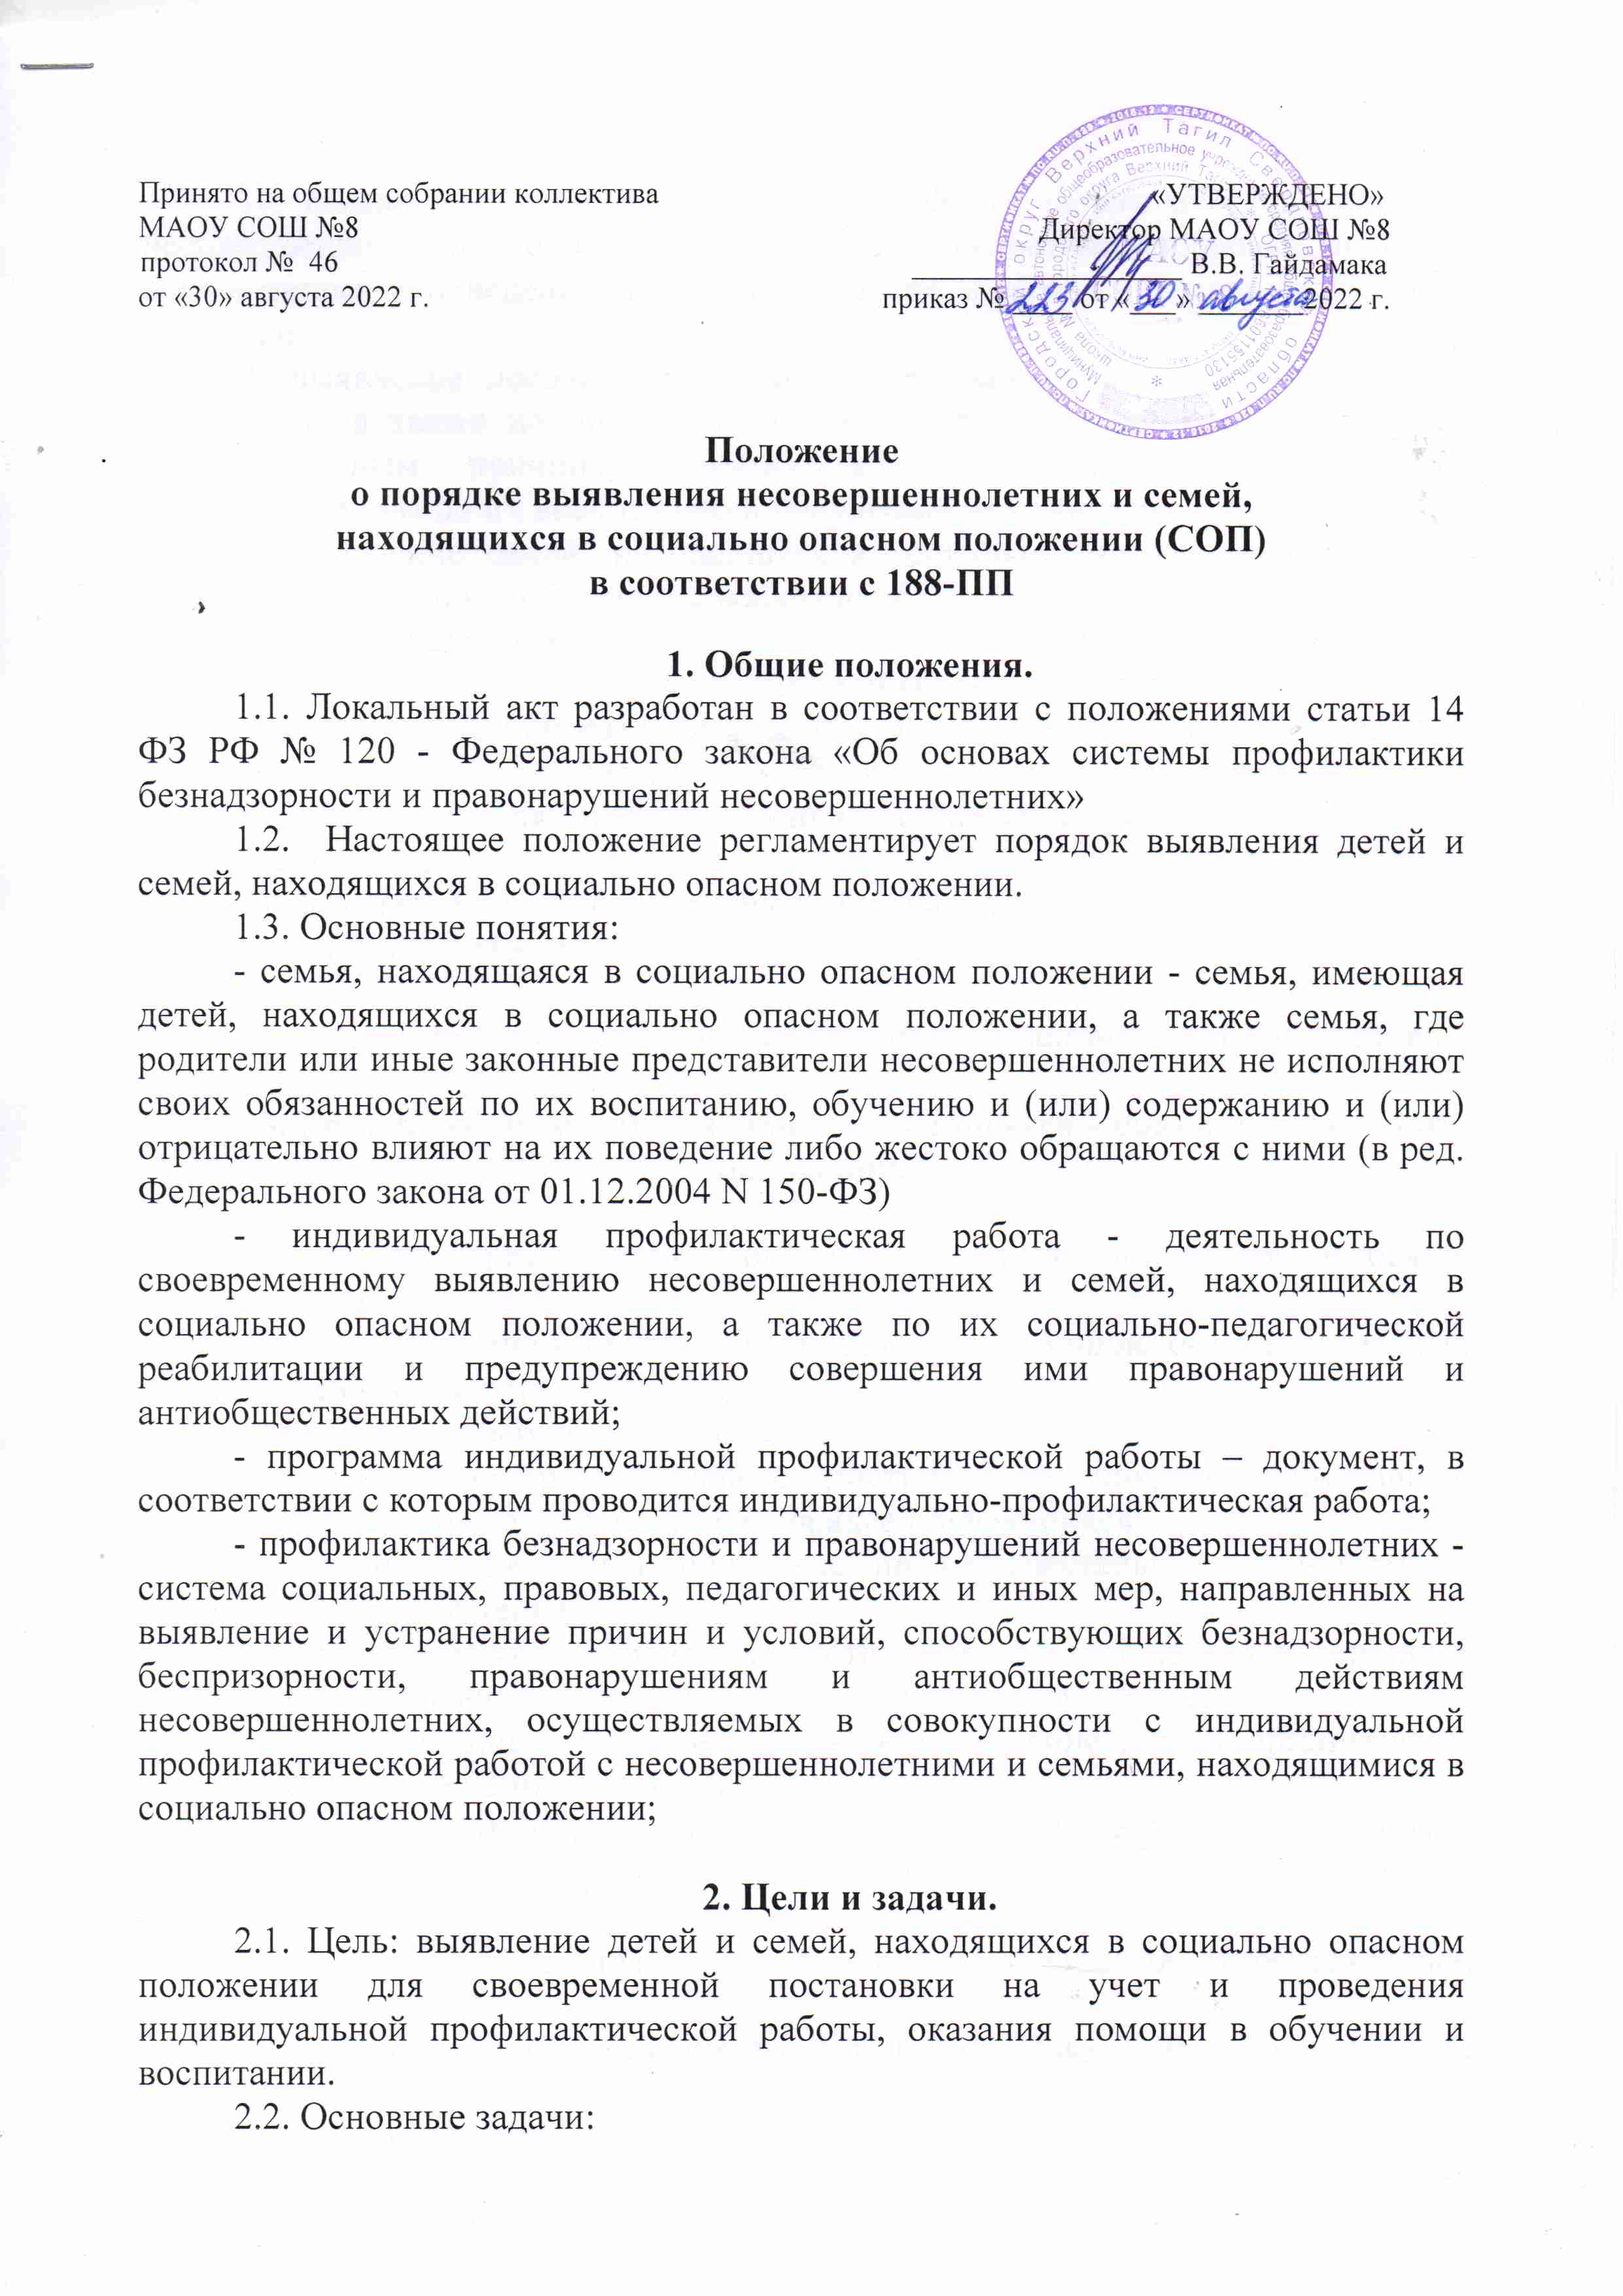 Принято на общем собрании коллектива
МАОУ СОШ №8
протокол № 46
от «30» августа 2022 г.
«УТВЕРЖДЕНО»
Директор МАОУ СОШ №8
____________________ В.В. Гайдамака
приказ № 223 от « 30 » августа 2022 г.
Городской округ Верхний Тагил Свердловской области
Положение
о порядке выявления несовершеннолетних и семей,
находящихся в социально опасном положении (СОП)
в соответствии с 188-ПП
1. Общие положения.
1.1. Локальный акт разработан в соответствии с положениями статьи 14
ФЗ РФ № 120 - Федерального закона «Об основах системы профилактики
безнадзорности и правонарушений несовершеннолетних»
1.2. Настоящее положение регламентирует порядок выявления детей и
семей, находящихся в социально опасном положении.
1.3. Основные понятия:
- семья, находящаяся в социально опасном положении - семья, имеющая
детей, находящихся в социально опасном положении, а также семья, где
родители или иные законные представители несовершеннолетних не исполняют
своих обязанностей по их воспитанию, обучению и (или) содержанию и (или)
отрицательно влияют на их поведение либо жестоко обращаются с ними (в ред.
Федерального закона от 01.12.2004 N 150-ФЗ)
- индивидуальная профилактическая работа - деятельность по
своевременному выявлению несовершеннолетних и семей, находящихся в
социально опасном положении, а также по их социально-педагогической
реабилитации и предупреждению совершения ими правонарушений и
антиобщественных действий;
- программа индивидуальной профилактической работы – документ, в
соответствии с которым проводится индивидуально-профилактическая работа;
- профилактика безнадзорности и правонарушений несовершеннолетних -
система социальных, правовых, педагогических и иных мер, направленных на
выявление и устранение причин и условий, способствующих безнадзорности,
беспризорности, правонарушениям и антиобщественным действиям
несовершеннолетних, осуществляемых в совокупности с индивидуальной
профилактической работой с несовершеннолетними и семьями, находящимися в
социально опасном положении;
2. Цели и задачи.
2.1. Цель: выявление детей и семей, находящихся в социально опасном
положении для своевременной постановки на учет и проведения
индивидуальной профилактической работы, оказания помощи в обучении и
воспитании.
2.2. Основные задачи: